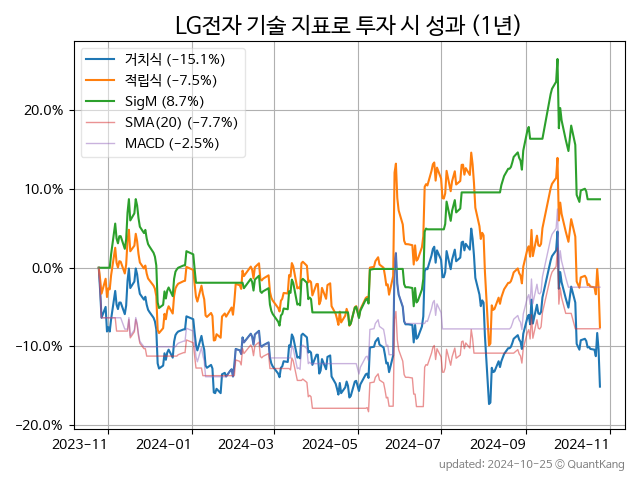 LG전자 기술 지표로 투자 시 성과 (1년)
거치식 (−15.1%)
적립식 (−7.5%)
SigM (8.7%)
SMA(20) (−7.7%)
MACD (−2.5%)
20.0%
10.0%
0.0%
−10.0%
−20.0%
2023−11 2024−01 2024−03 2024−05 2024−07 2024−09 2024−11
updated: 2024−10−25 © QuantKang